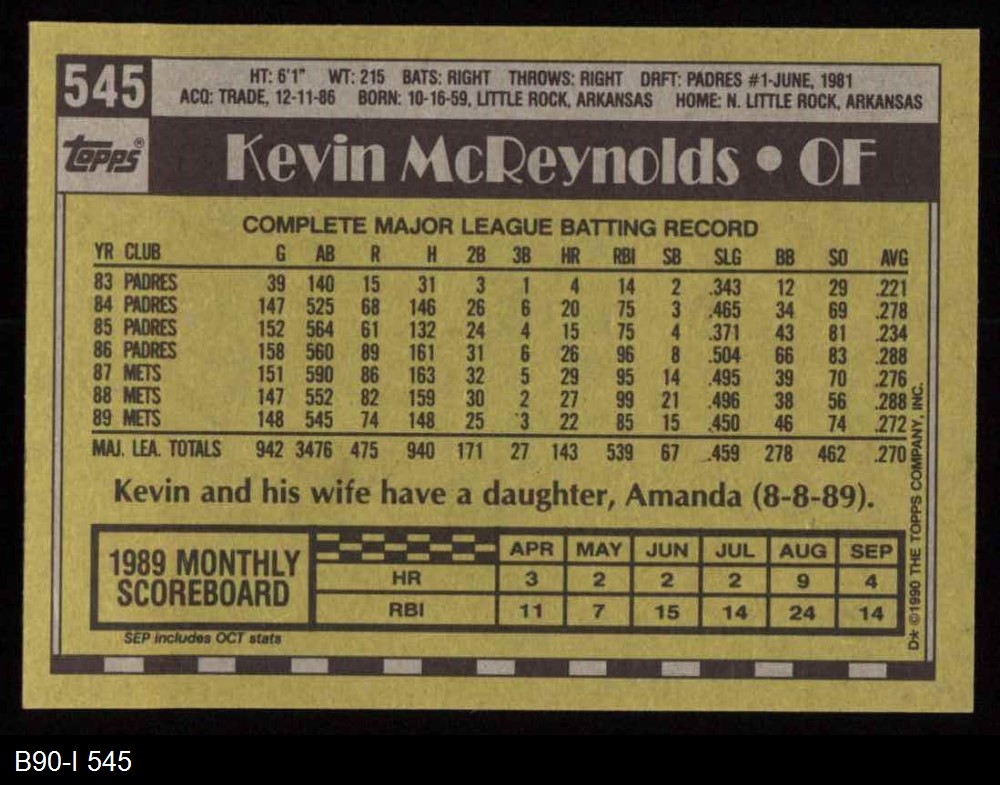 545
HT: 6'1" WT: 215 BATS: RIGHT THROWS: RIGHT DRFT: PADRES #1-JUNE, 1981
ACQ: TRADE, 12-11-86 BORN: 10-16-59, LITTLE ROCK, ARKANSAS HOME: N. LITTLE ROCK, ARKANSAS
Topps®
Kevin McReynolds • OF
COMPLETE MAJOR LEAGUE BATTING RECORD
YR CLUB G AB R H 2B 3B HR RBI SB SLG BB SO AVG
83 PADRES 39 140 15 31 3 1 4 14 2 .343 12 29 .221
84 PADRES 147 525 68 146 26 6 20 75 3 .465 34 69 .278
85 PADRES 152 564 61 132 24 4 15 75 4 .371 43 81 .234
86 PADRES 158 560 89 161 31 6 26 96 8 .504 66 83 .288
87 METS 151 590 86 163 32 5 29 95 14 .495 39 70 .276
88 METS 147 552 82 159 30 2 27 99 21 .496 38 56 .288
89 METS 148 545 74 148 25 3 22 85 15 .450 46 74 .272
MAJ. LEA. TOTALS 942 3476 475 940 171 27 143 539 67 .459 278 462 .270
Kevin and his wife have a daughter, Amanda (8-8-89).
1989 MONTHLY
SCOREBOARD
APR MAY JUN JUL AUG SEP
HR 3 2 2 2 9 4
RBI 11 7 15 14 24 14
SEP includes OCT stats
D* ©1990 THE TOPPS COMPANY, INC.
B90-I 545